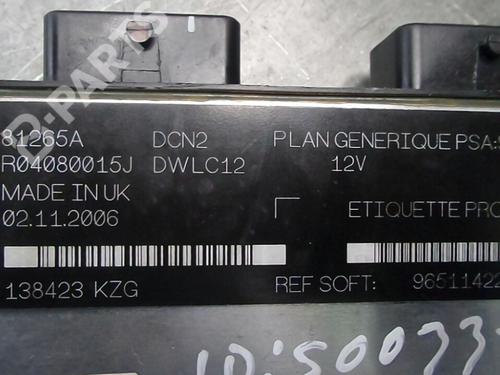 D-PARTS
81265A DCN2 PLAN GENERIQUE PSA:
R04080015J DWLC12 12V
MADE IN UK
02.11.2006 ETIQUETTE PRO
138423 KZG REF SOFT: 96511422